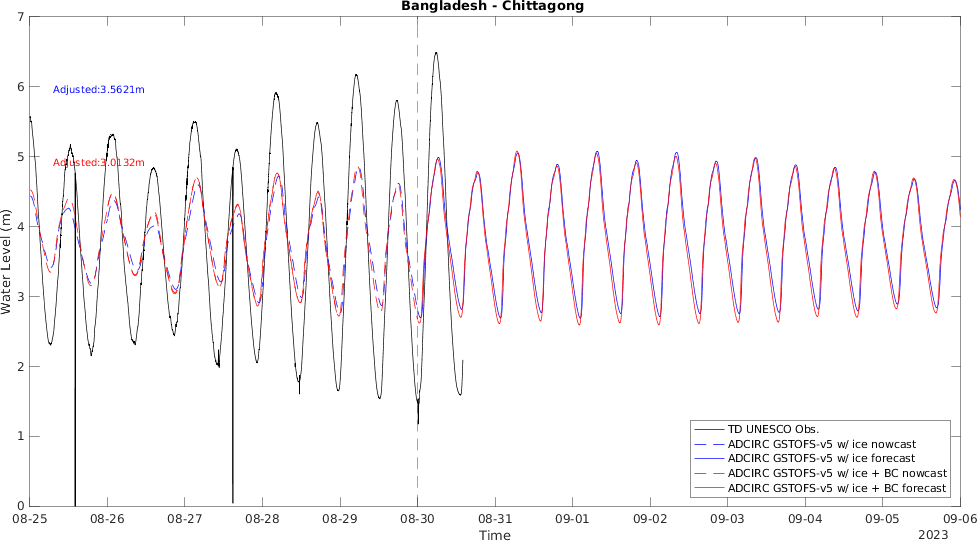 Bangladesh - Chittagong
7
6
5
4
3
2
1
0
Water Level (m)
Adjusted:3.5621m
Adjusted:3.0132m
TD UNESCO Obs.
ADCIRC GSTOFS-v5 w/ ice nowcast
ADCIRC GSTOFS-v5 w/ ice forecast
ADCIRC GSTOFS-v5 w/ ice + BC nowcast
ADCIRC GSTOFS-v5 w/ ice + BC forecast
08-25 08-26 08-27 08-28 08-29 08-30 08-31 09-01 09-02 09-03 09-04 09-05 09-06
Time
2023